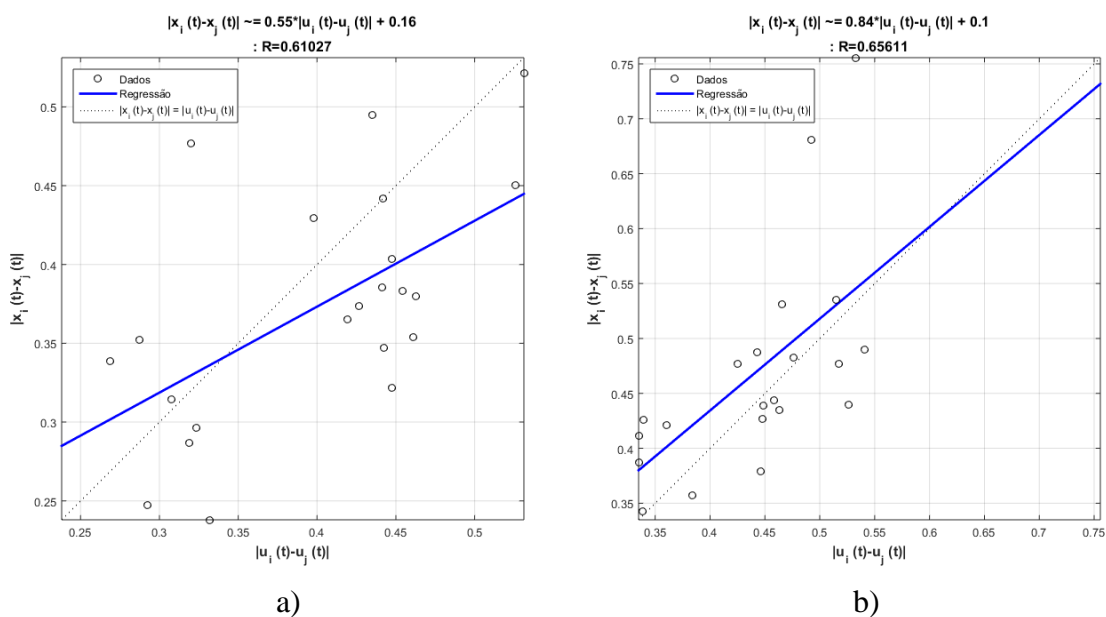 |x_i (t)-x_j (t)| ~= 0.55*|u_i (t)-u_j (t)| + 0.16
: R=0.61027
Dados
Regressão
|x_i (t)-x_j (t)| = |u_i (t)-u_j (t)|
0.5
0.45
0.4
0.35
0.3
0.25
|x_i (t)-x_j (t)|
0.25 0.3 0.35 0.4 0.45 0.5
|u_i (t)-u_j (t)|
a)
|x_i (t)-x_j (t)| ~= 0.84*|u_i (t)-u_j (t)| + 0.1
: R=0.65611
Dados
Regressão
|x_i (t)-x_j (t)| = |u_i (t)-u_j (t)|
0.75
0.7
0.65
0.6
0.55
0.5
0.45
0.4
0.35
|x_i (t)-x_j (t)|
0.35 0.4 0.45 0.5 0.55 0.6 0.65 0.7 0.75
|u_i (t)-u_j (t)|
b)